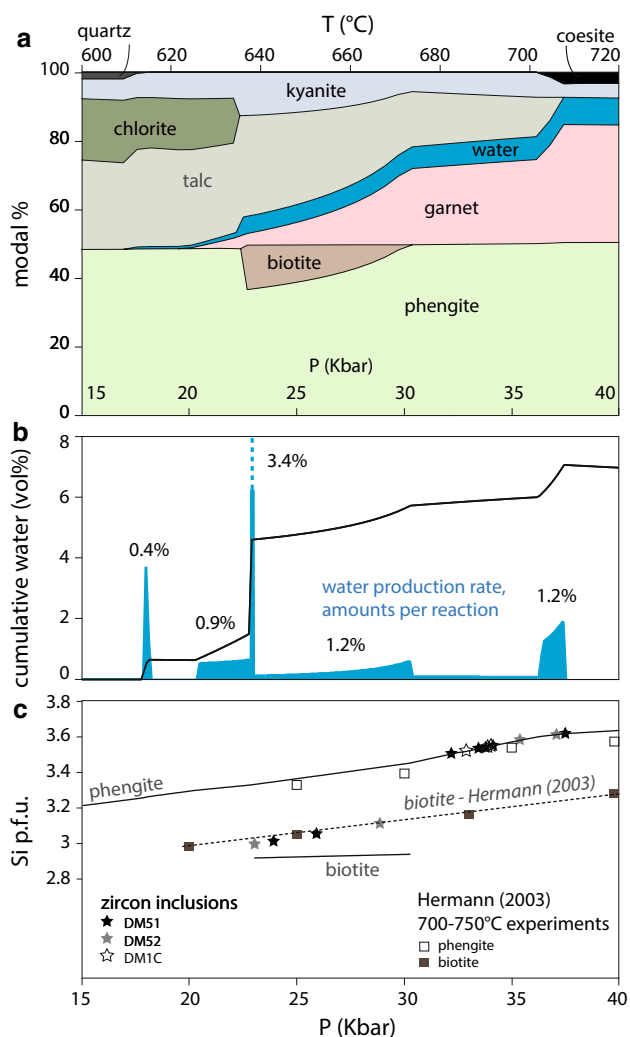 a
T (°C)
quartz
coesite
600 620 640 660 680 700 720
100
80
60
40
20
0
modal %
kyanite
chlorite
talc
water
garnet
biotite
phengite
P (Kbar)
15 20 25 30 35 40
b
8
6
4
2
0
cumulative water (vol%)
3.4%
0.4%
0.9%
water production rate,
amounts per reaction
1.2%
1.2%
c
3.8
3.6
3.4
3.2
3
2.8
Si p.f.u.
phengite
biotite - Hermann (2003)
biotite
zircon inclusions
DM51
DM52
DM1C
Hermann (2003)
700-750°C experiments
phengite
biotite
15 20 25 30 35 40
P (Kbar)